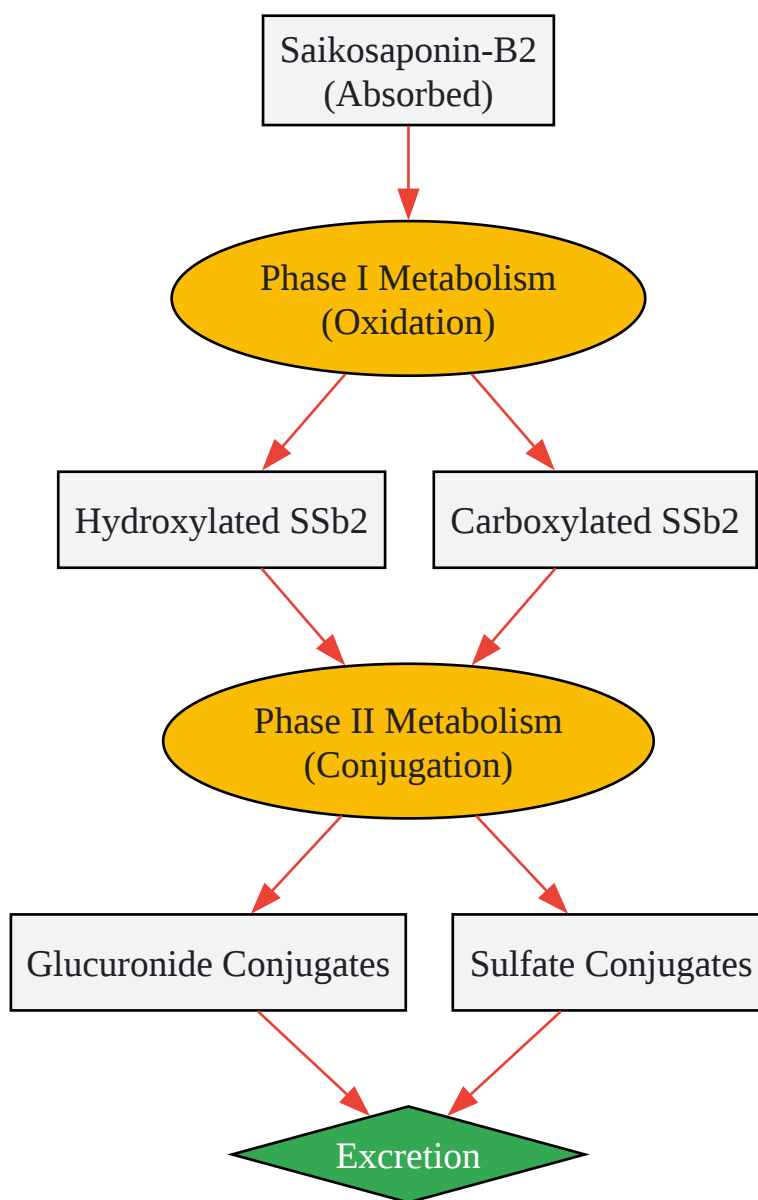 Saikosaponin-B2
(Absorbed)
Phase I Metabolism
(Oxidation)
Hydroxylated SSb2
Carboxylated SSb2
Phase II Metabolism
(Conjugation)
Glucuronide Conjugates
Sulfate Conjugates
Excretion